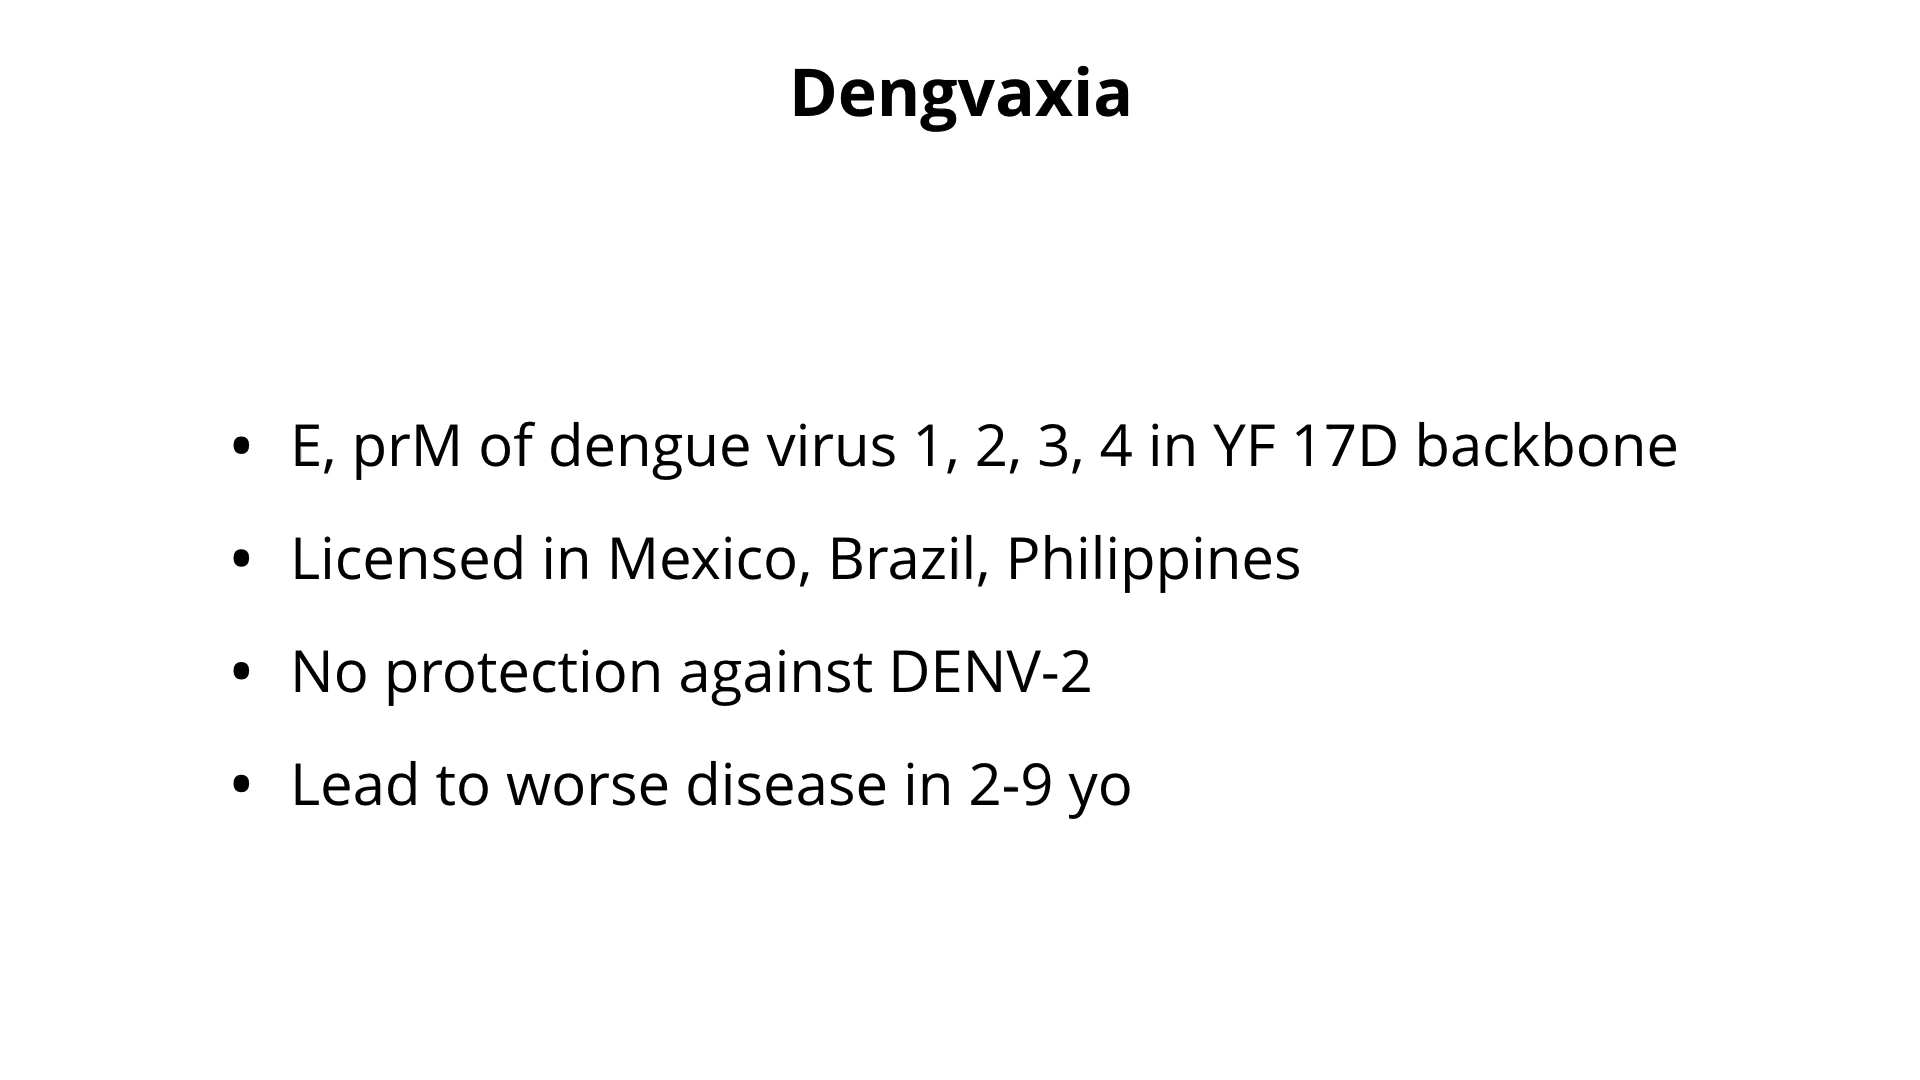 Dengvaxia
• E, prM of dengue virus 1, 2, 3, 4 in YF 17D backbone
• Licensed in Mexico, Brazil, Philippines
• No protection against DENV-2
• Lead to worse disease in 2-9 yo